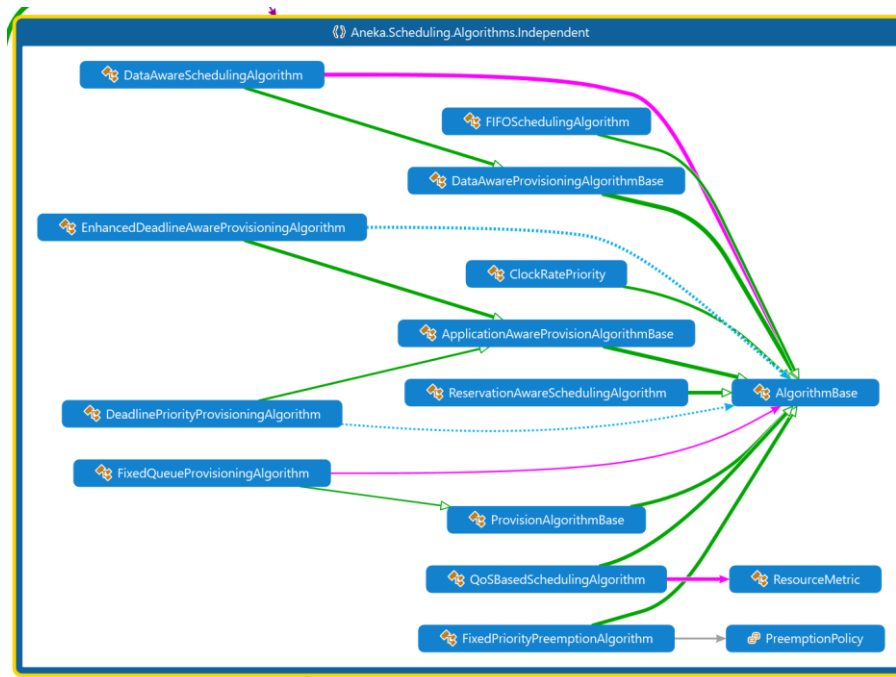 Aneka.Scheduling.Algorithms.Independent
DataAwareSchedulingAlgorithm
FIFOSchedulingAlgorithm
DataAwareProvisioningAlgorithmBase
EnhancedDeadlineAwareProvisioningAlgorithm
ClockRatePriority
ApplicationAwareProvisionAlgorithmBase
ReservationAwareSchedulingAlgorithm
AlgorithmBase
DeadlinePriorityProvisioningAlgorithm
FixedQueueProvisioningAlgorithm
ProvisionAlgorithmBase
QoSBasedSchedulingAlgorithm
ResourceMetric
FixedPriorityPreemptionAlgorithm
PreemptionPolicy